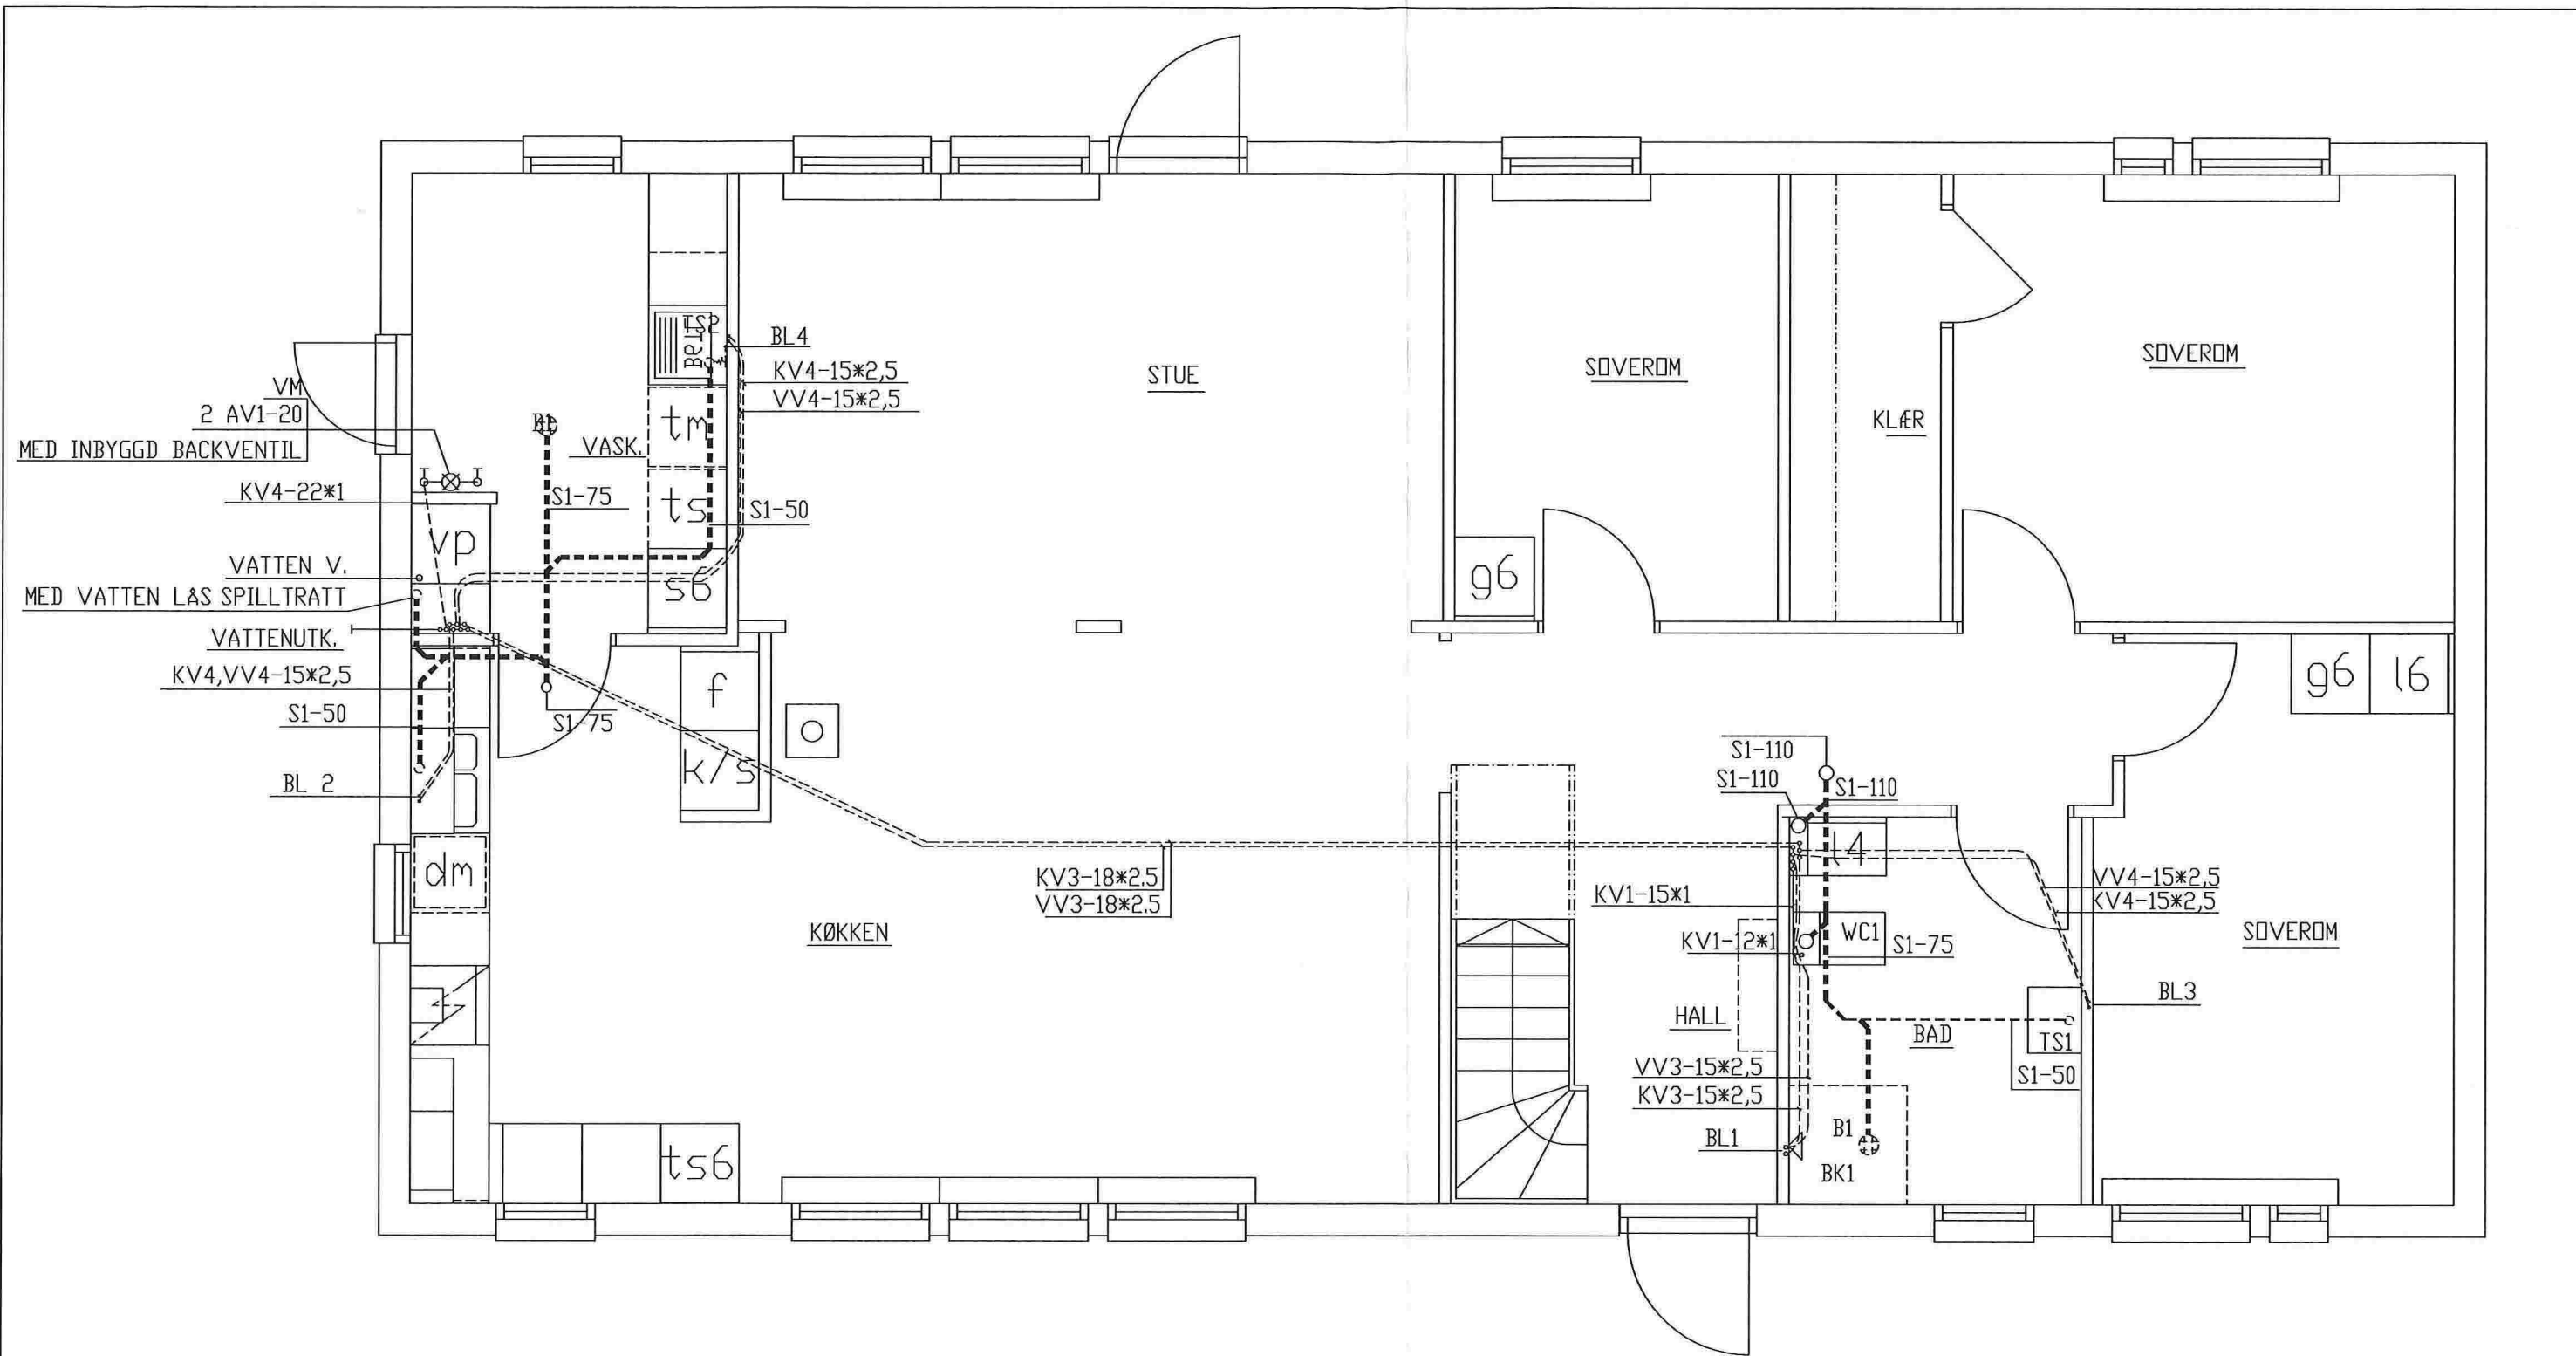 TS2
BGT1
BL4
KV4-15*2,5
VV4-15*2,5
STUE
SOVEROM
SOVEROM
KLÆR
VM
2 AV1-20
MED INBYGGD BACKVENTIL
B1
VASK.
tm
KV4-22*1
S1-75
ts
S1-50
vp
VATTEN V.
MED VATTEN LÅS SPILLTRATT
s6
g6
VATTENUTK.
KV4,VV4-15*2,5
f
g6
l6
S1-50
S1-75
BL 2
k/s
S1-110
S1-110
S1-110
dm
l4
KV3-18*2.5
VV3-18*2.5
KV1-15*1
VV4-15*2,5
KV4-15*2,5
KØKKEN
KV1-12*1
WC1
S1-75
SOVEROM
BL3
HALL
BAD
TS1
VV3-15*2,5
KV3-15*2,5
S1-50
BL1
B1
BK1
ts6